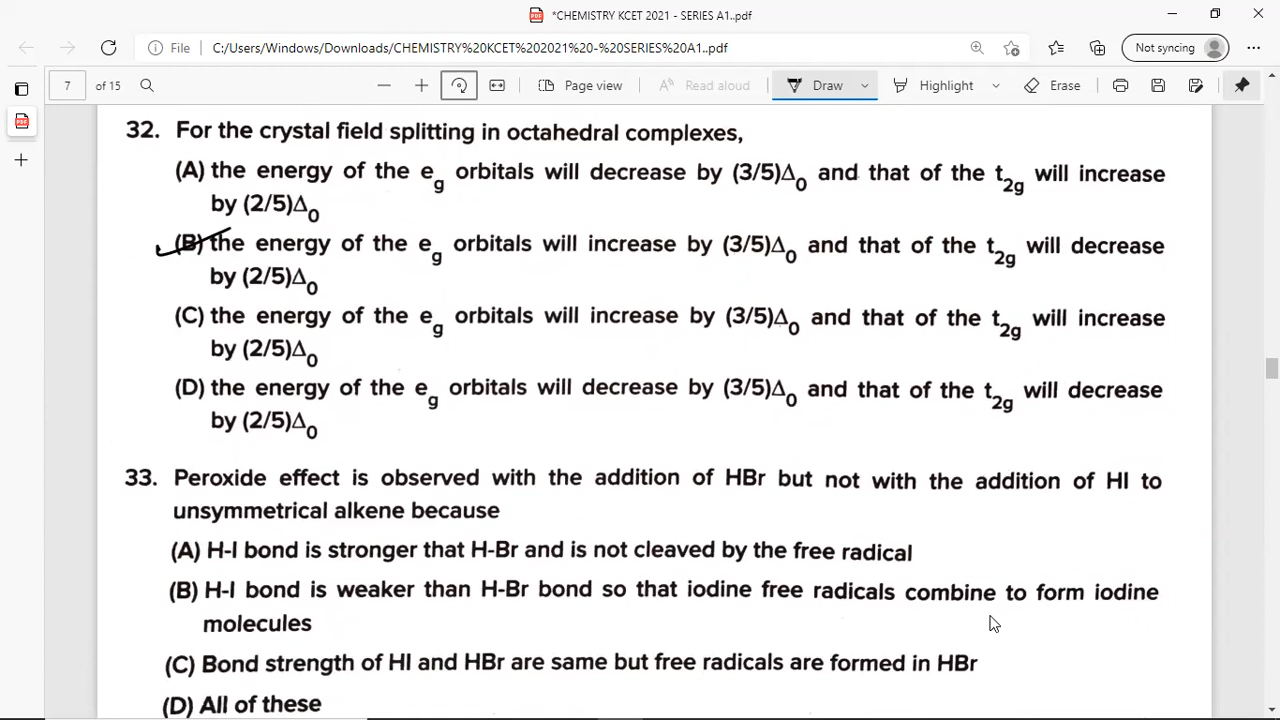 *CHEMISTRY KCET 2021 - SERIES A1..pdf
File C:/Users/Windows/Downloads/CHEMISTRY%20KCET%202021%20-%20SERIES%20A1..pdf Not syncing
7 of 15 Page view Read aloud Draw Highlight Erase
32. For the crystal field splitting in octahedral complexes,
(A) the energy of the e_g orbitals will decrease by (3/5)Δ₀ and that of the t_2g will increase
by (2/5)Δ₀
(B) the energy of the e_g orbitals will increase by (3/5)Δ₀ and that of the t_2g will decrease
by (2/5)Δ₀
(C) the energy of the e_g orbitals will increase by (3/5)Δ₀ and that of the t_2g will increase
by (2/5)Δ₀
(D) the energy of the e_g orbitals will decrease by (3/5)Δ₀ and that of the t_2g will decrease
by (2/5)Δ₀
33. Peroxide effect is observed with the addition of HBr but not with the addition of HI to
unsymmetrical alkene because
(A) H-I bond is stronger that H-Br and is not cleaved by the free radical
(B) H-I bond is weaker than H-Br bond so that iodine free radicals combine to form iodine
molecules
(C) Bond strength of HI and HBr are same but free radicals are formed in HBr
(D) All of these